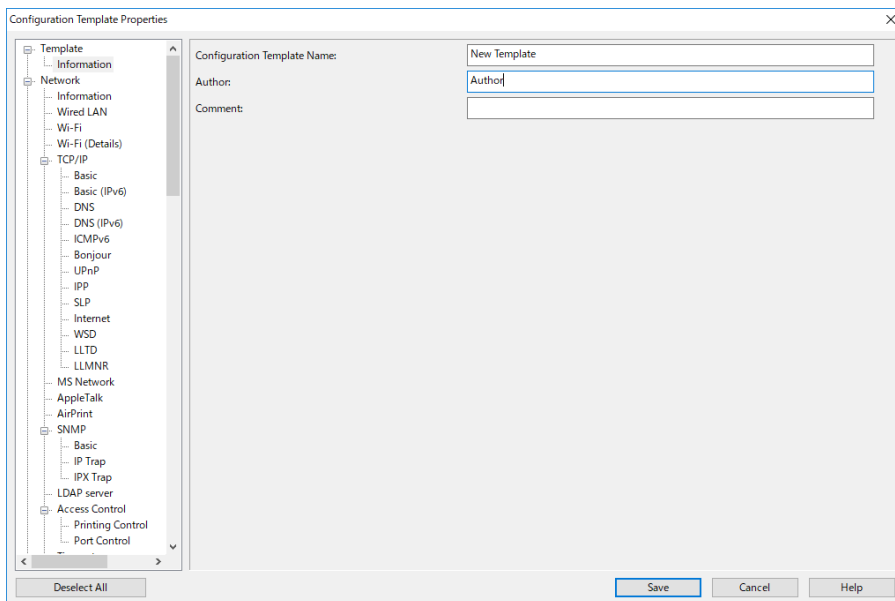 Configuration Template Properties
Template
Information
Network
Information
Wired LAN
Wi-Fi
Wi-Fi (Details)
TCP/IP
Basic
Basic (IPv6)
DNS
DNS (IPv6)
ICMPv6
Bonjour
UPnP
IPP
SLP
Internet
WSD
LLTD
LLMNR
MS Network
AppleTalk
AirPrint
SNMP
Basic
IP Trap
IPX Trap
LDAP server
Access Control
Printing Control
Port Control
Configuration Template Name: New Template
Author: Author
Comment:
Deselect All
Save Cancel Help